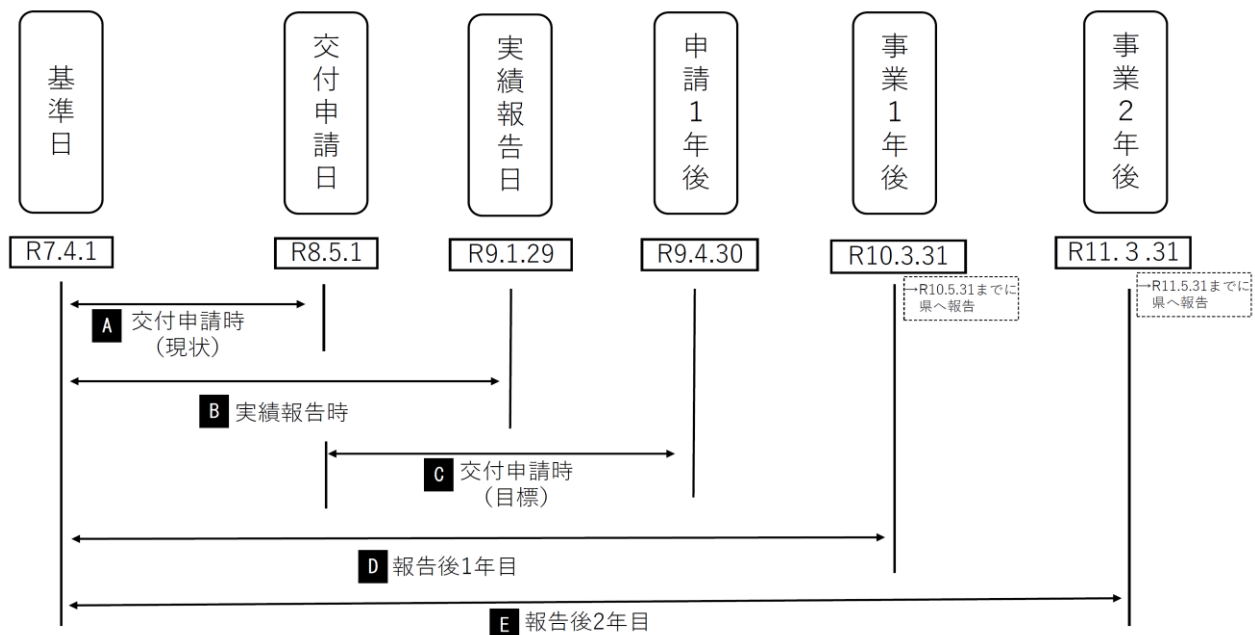 基準日
交付申請日
実績報告日
申請1年後
事業1年後
事業2年後
R7.4.1
R8.5.1
R9.1.29
R9.4.30
R10.3.31
R11.3.31
→R10.5.31までに
県へ報告
→R11.5.31までに
県へ報告
A 交付申請時
(現状)
B 実績報告時
C 交付申請時
(目標)
D 報告後1年目
E 報告後2年目